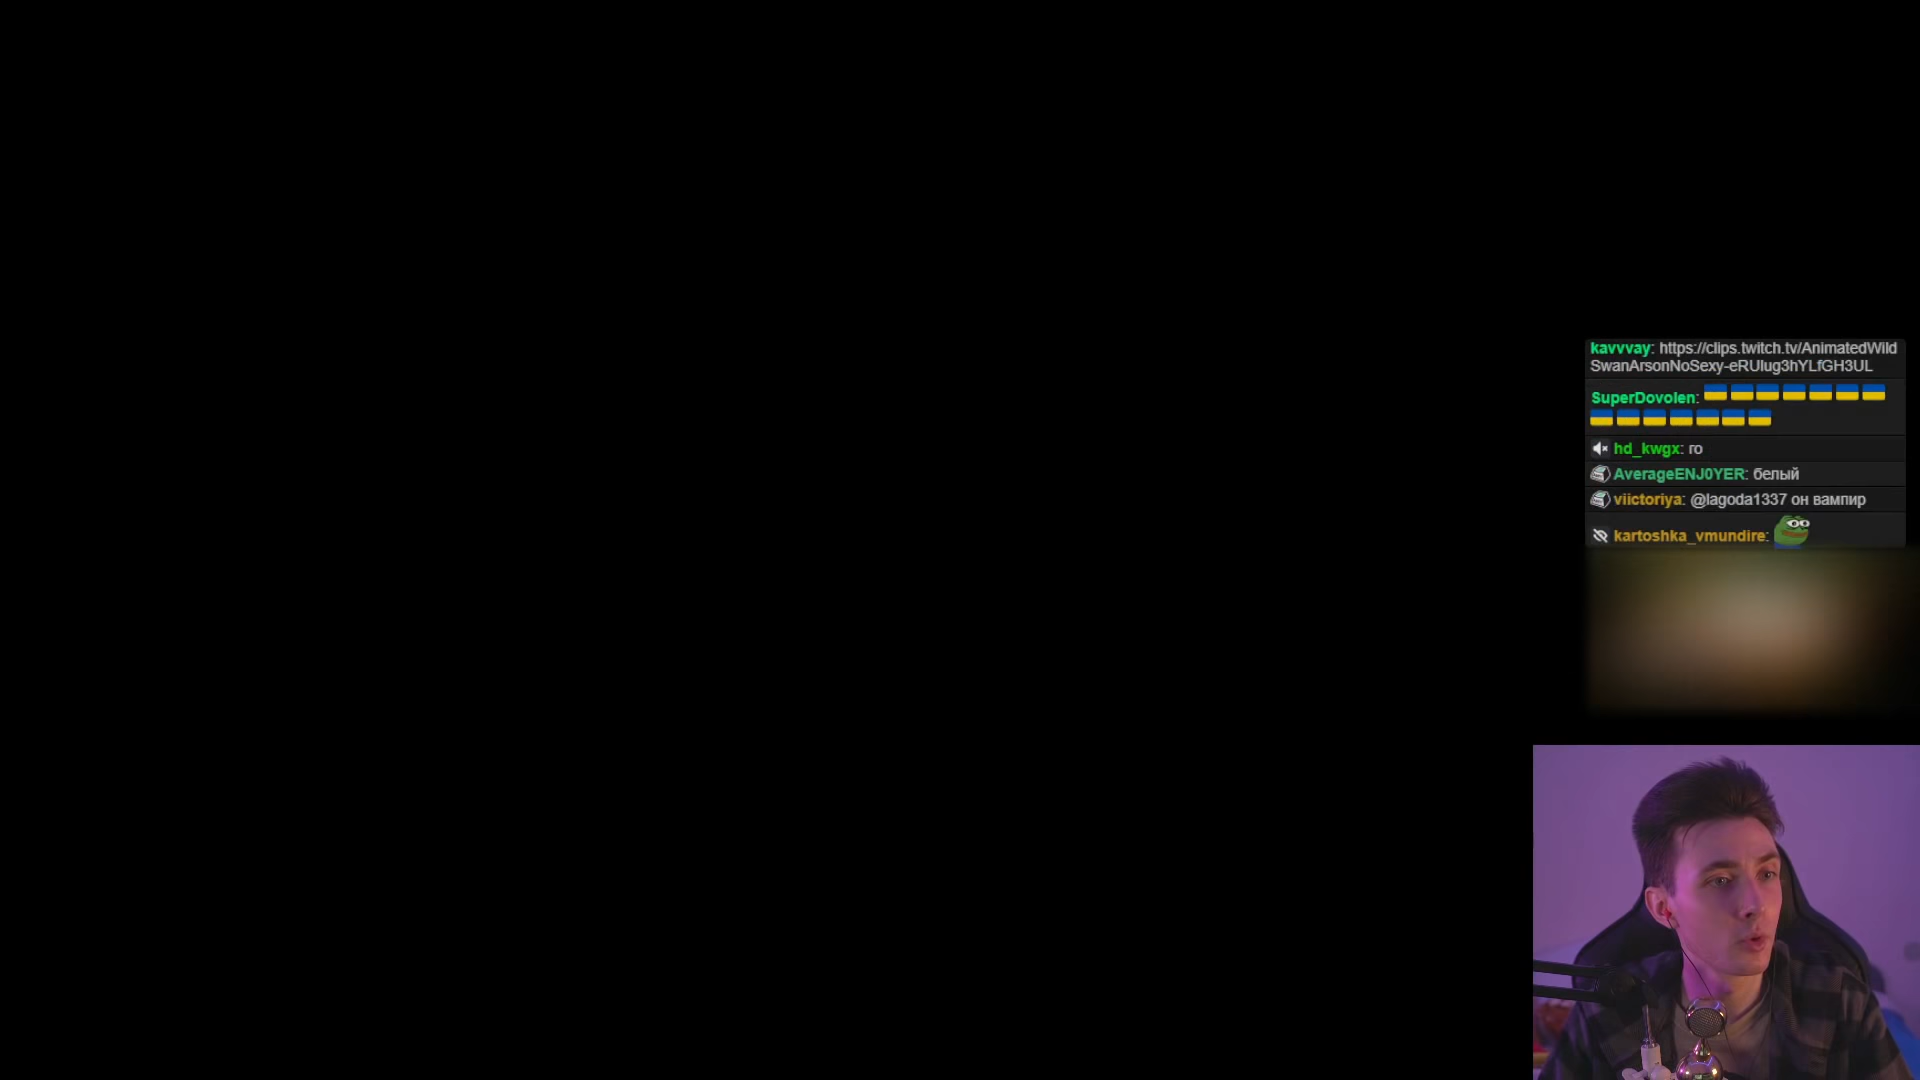 kavvvay: https://clips.twitch.tv/AnimatedWild
SwanArsonNoSexy-eRUlug3hYLfGH3UL
SuperDovolen:
hd_kwgx: го
AverageENJ0YER: белый
viictoriya: @lagoda1337 он вампир
kartoshka_vmundire: